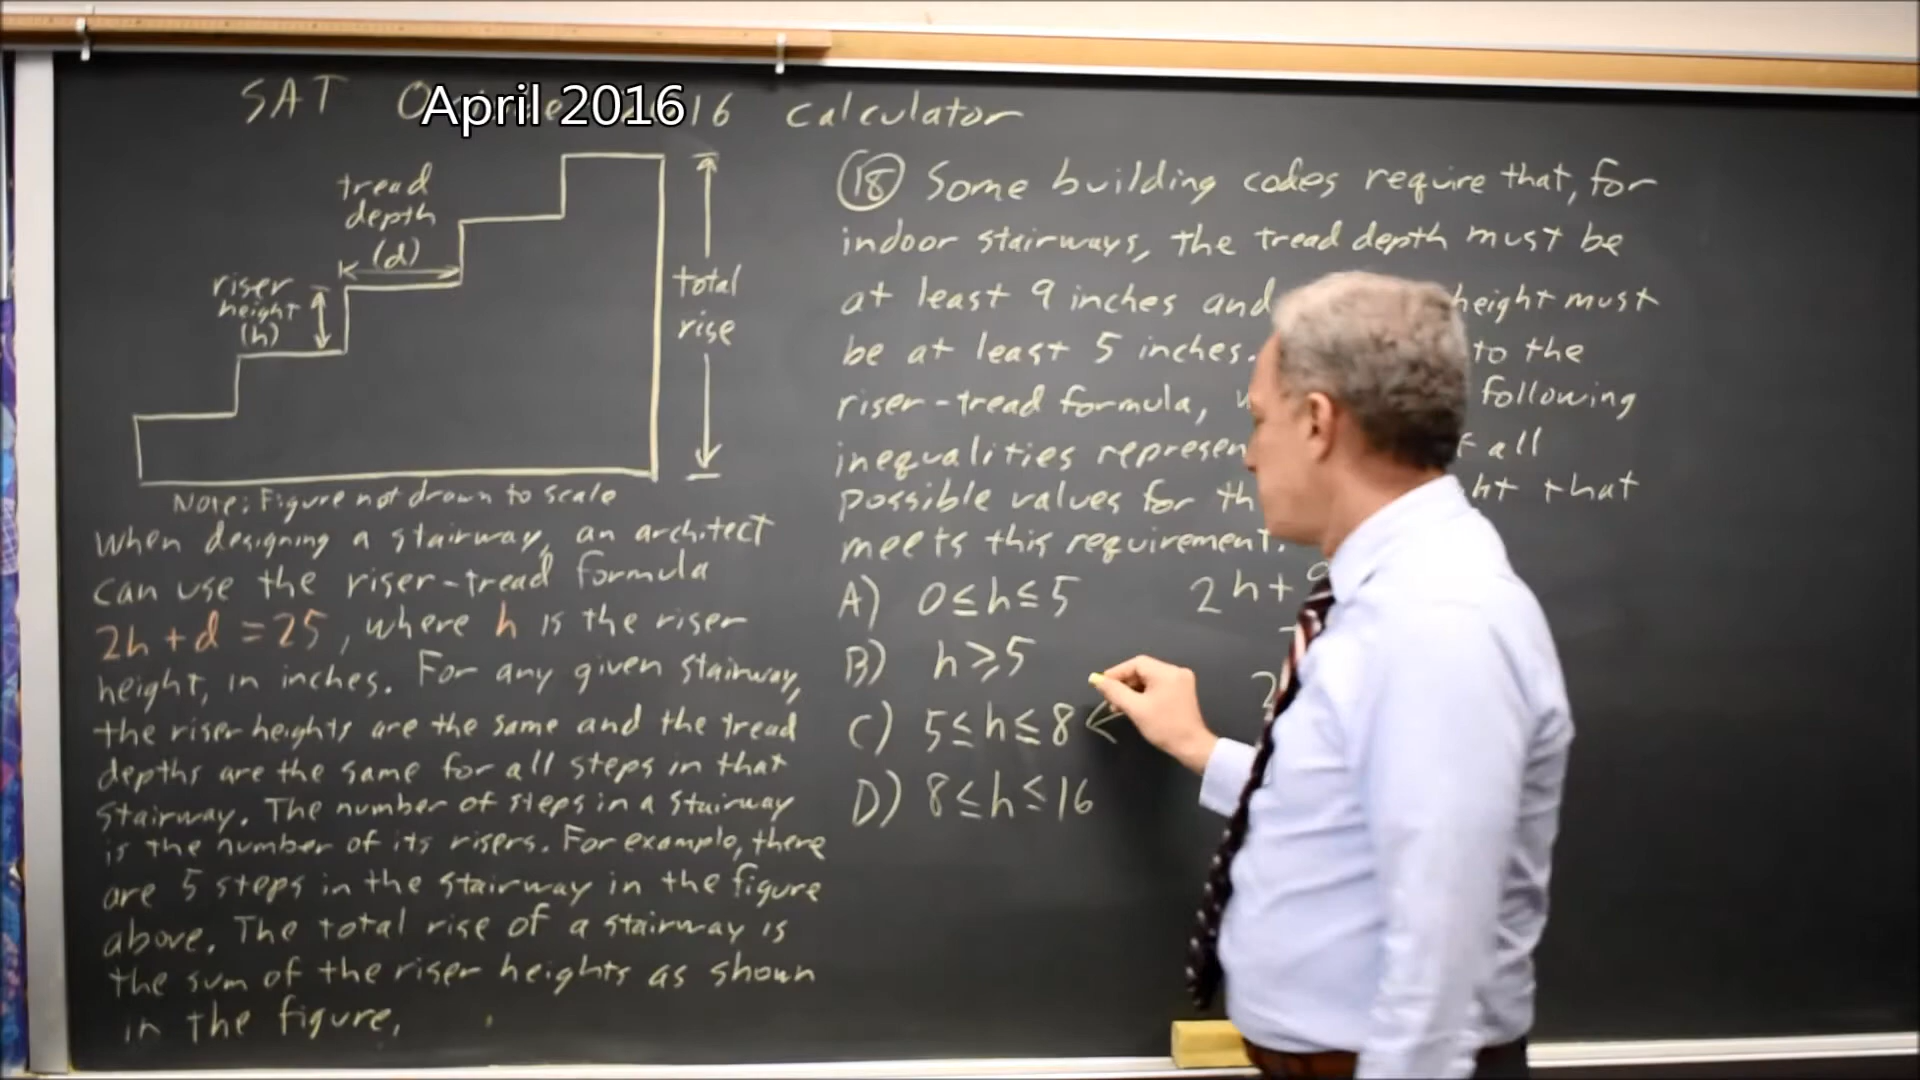 April 2016
SAT 16 calculator
tread
depth
(d)
riser
height
(h)
total
rise
Note: Figure not drawn to scale
When designing a stairway, an architect
can use the riser-tread formula
2h + d = 25, where h is the riser
height, in inches. For any given stairway,
the riser heights are the same and the tread
depths are the same for all steps in that
stairway. The number of steps in a stairway
is the number of its risers. For example, there
are 5 steps in the stairway in the figure
above. The total rise of a stairway is
the sum of the riser heights as shown
in the figure.
18 Some building codes require that, for
indoor stairways, the tread depth must be
at least 9 inches and height must
be at least 5 inches. to the
riser-tread formula, following
inequalities all
possible values for that
meets this requirement.
A) 0 ≤ h ≤ 5
B) h ≥ 5
C) 5 ≤ h ≤ 8
D) 8 ≤ h ≤ 16
2h +
2